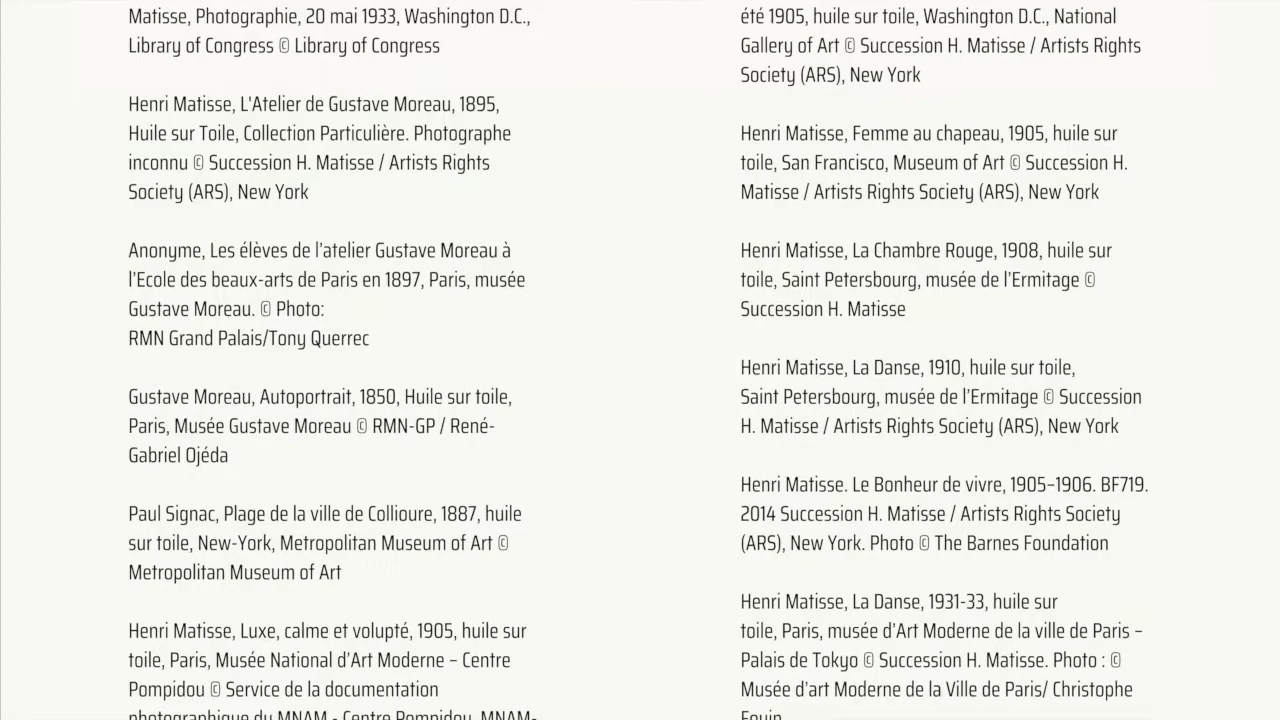 Matisse, Photographie, 20 mai 1933, Washington D.C.,
Library of Congress © Library of Congress
Henri Matisse, L'Atelier de Gustave Moreau, 1895,
Huile sur Toile, Collection Particulière. Photographe
inconnu © Succession H. Matisse / Artists Rights
Society (ARS), New York
Anonyme, Les élèves de l’atelier Gustave Moreau à
l’Ecole des beaux-arts de Paris en 1897, Paris, musée
Gustave Moreau. © Photo:
RMN Grand Palais/Tony Querrec
Gustave Moreau, Autoportrait, 1850, Huile sur toile,
Paris, Musée Gustave Moreau © RMN-GP / René-
Gabriel Ojéda
Paul Signac, Plage de la ville de Collioure, 1887, huile
sur toile, New-York, Metropolitan Museum of Art ©
Metropolitan Museum of Art
Henri Matisse, Luxe, calme et volupté, 1905, huile sur
toile, Paris, Musée National d’Art Moderne – Centre
Pompidou © Service de la documentation
photographique du MNAM - Centre Pompidou, MNAM-
été 1905, huile sur toile, Washington D.C., National
Gallery of Art © Succession H. Matisse / Artists Rights
Society (ARS), New York
Henri Matisse, Femme au chapeau, 1905, huile sur
toile, San Francisco, Museum of Art © Succession H.
Matisse / Artists Rights Society (ARS), New York
Henri Matisse, La Chambre Rouge, 1908, huile sur
toile, Saint Petersbourg, musée de l’Ermitage ©
Succession H. Matisse
Henri Matisse, La Danse, 1910, huile sur toile,
Saint Petersbourg, musée de l’Ermitage © Succession
H. Matisse / Artists Rights Society (ARS), New York
Henri Matisse. Le Bonheur de vivre, 1905–1906. BF719.
2014 Succession H. Matisse / Artists Rights Society
(ARS), New York. Photo © The Barnes Foundation
Henri Matisse, La Danse, 1931-33, huile sur
toile, Paris, musée d’Art Moderne de la ville de Paris –
Palais de Tokyo © Succession H. Matisse. Photo : ©
Musée d’art Moderne de la Ville de Paris/ Christophe